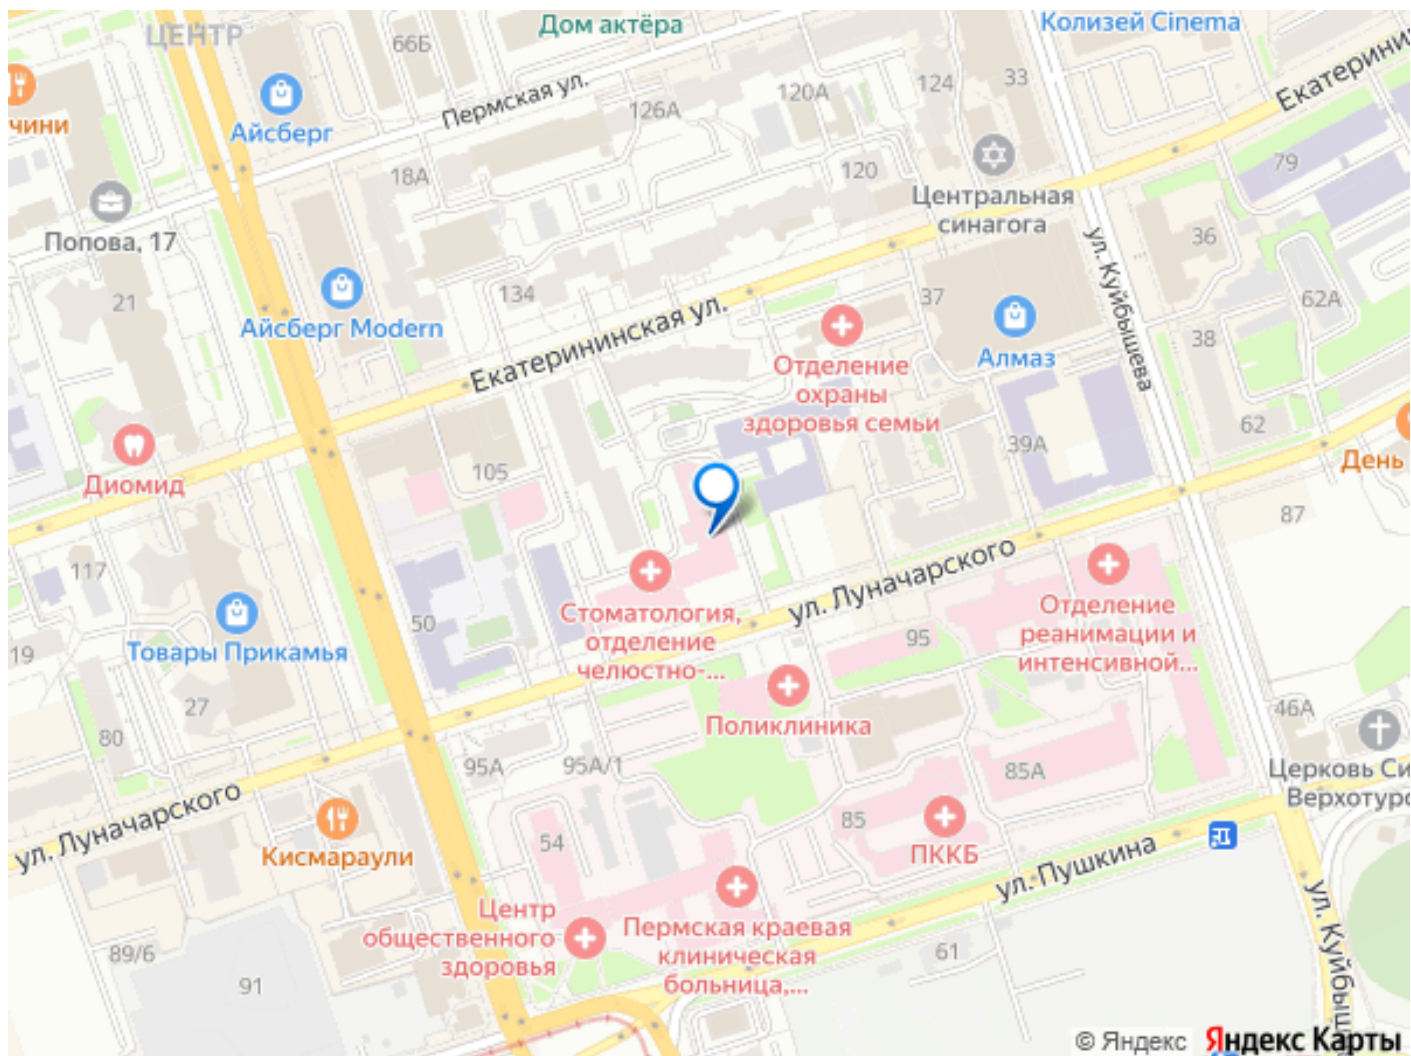 ЦЕНТР
66Б
Дом актёра
Колизей Cinema
Пермская ул.
126А
120А
124
33
Екатерини
чини
Айсберг
18А
120
79
Центральная
синагога
Попова, 17
36
ул. Куйбышева
21
134
37
62А
Айсберг Modern
Екатерининская ул.
Алмаз
38
Отделение
охраны
здоровья семьи
62
39А
День
Диомид
105
87
117
ул. Луначарского
50
Стоматология,
отделение
челюстно-...
95
Отделение
реанимации и
интенсивной...
19
Товары Прикамья
27
Поликлиника
46А
80
95А
95А/1
85А
Церковь Си
Верхотурс
ул. Луначарского
Кисмараули
54
85
ПККБ
ул. Пушкина
Центр
общественного
здоровья
Пермская краевая
клиническая
больница,...
61
ул. Куйбыш
89/6
91
© Яндекс Яндекс Карты